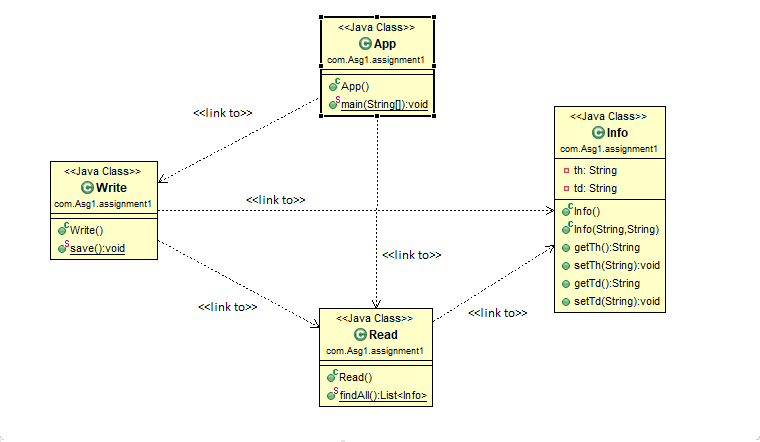 <<Java Class>>
App
com.Asg1.assignment1
App()
main(String[]):void
<<link to>>
<<Java Class>>
Info
com.Asg1.assignment1
th: String
td: String
Info()
Info(String,String)
getTh():String
setTh(String):void
getTd():String
setTd(String):void
<<Java Class>>
Write
com.Asg1.assignment1
Write()
save():void
<<link to>>
<<link to>>
<<link to>>
<<link to>>
<<Java Class>>
Read
com.Asg1.assignment1
Read()
findAll():List<Info>